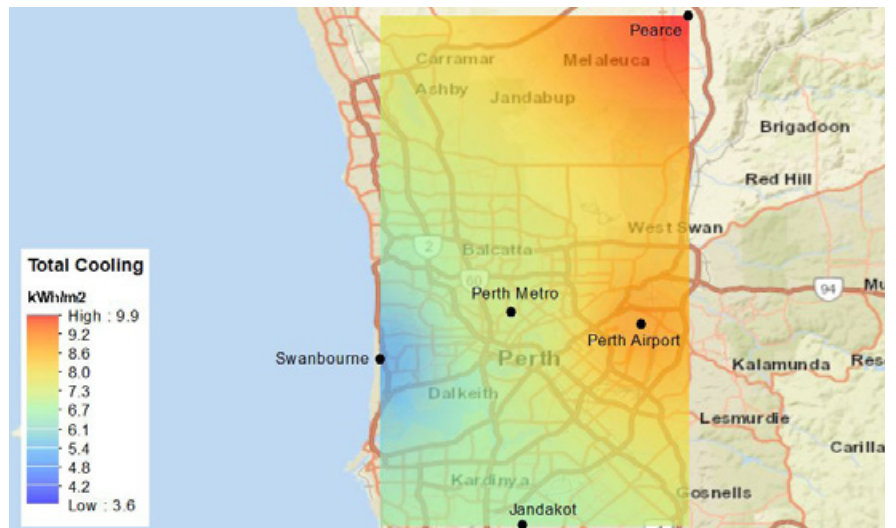 Pearce
Carramar
Melaleuca
Ashby
Jandabup
Brigadoon
Red Hill
West Swan
2
Balcatta
60
94
Perth Metro
Perth Airport
Swanbourne
Perth
Kalamunda
Dalkeith
Lesmurdie
Kardinya
Gosnells
Jandakot
Total Cooling
kWh/m2
High : 9.9
9.2
8.6
8.0
7.3
6.7
6.1
5.4
4.8
4.2
Low : 3.6